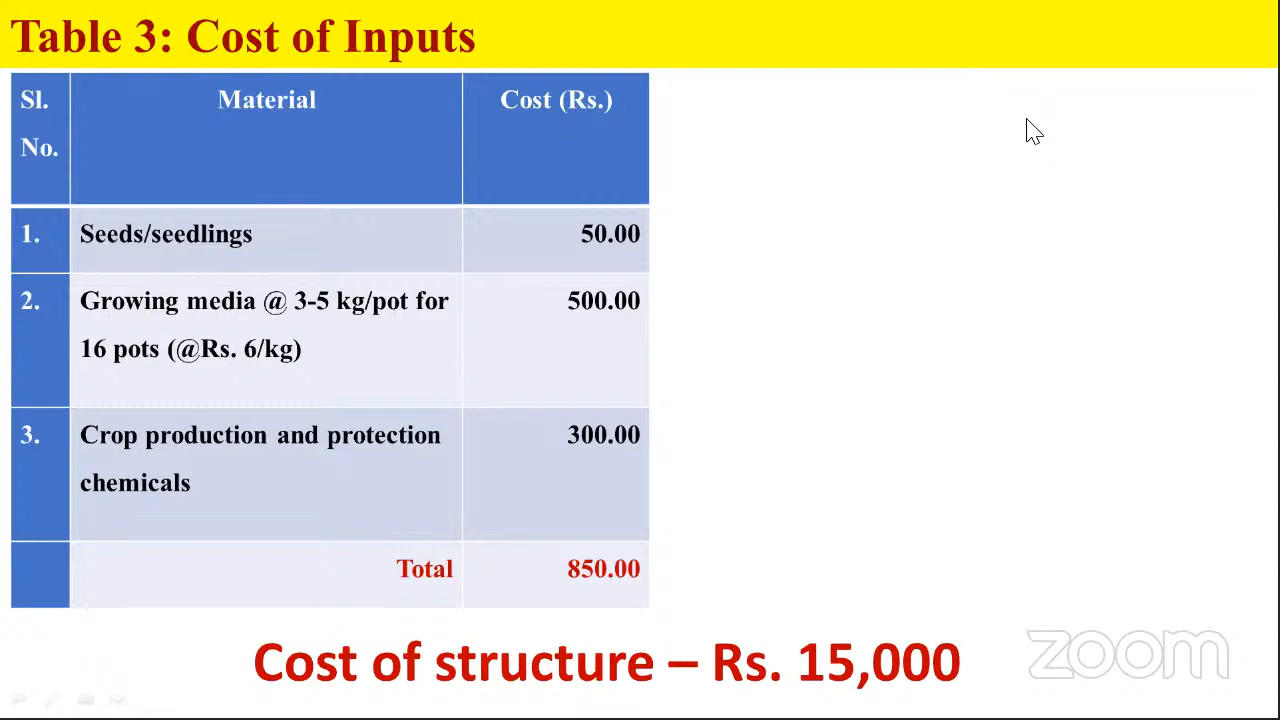 Table 3: Cost of Inputs
Sl. No. Material Cost (Rs.)
1. Seeds/seedlings 50.00
2. Growing media @ 3-5 kg/pot for 500.00
16 pots (@Rs. 6/kg)
3. Crop production and protection 300.00
chemicals
Total 850.00
Cost of structure – Rs. 15,000
zoom